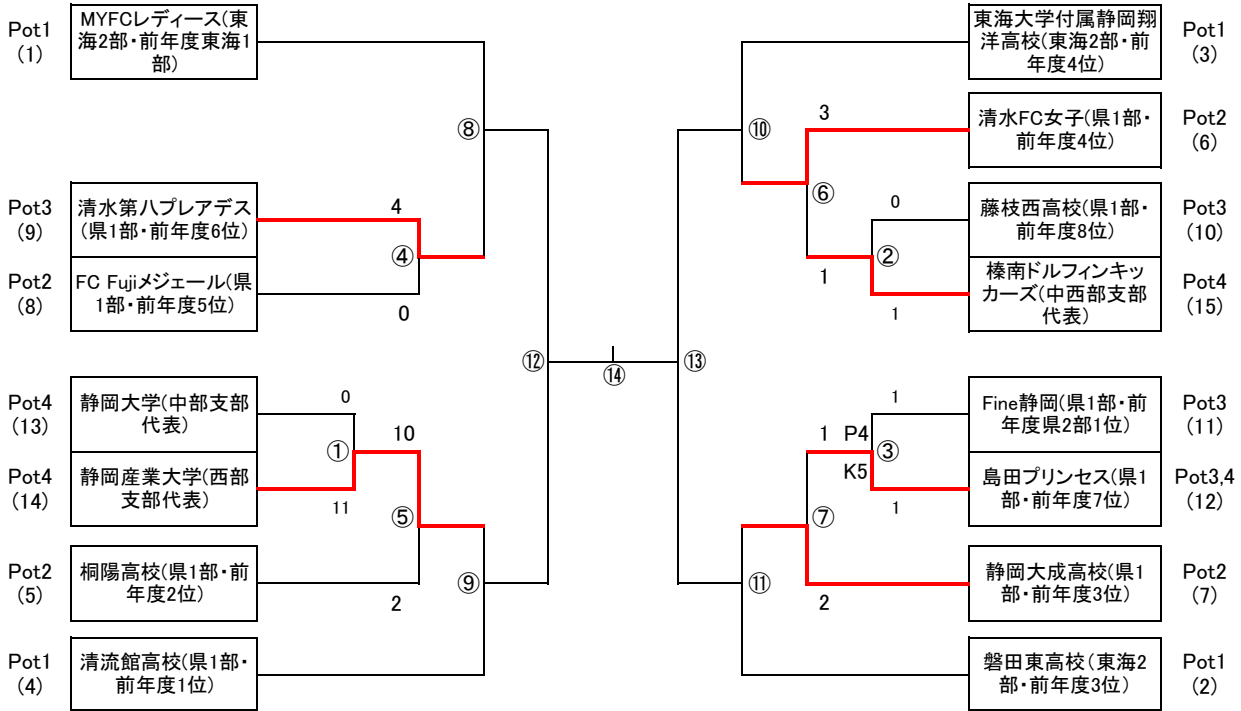 Pot1
(1)
MYFCレディース(東
海2部・前年度東海1
部)
⑧
Pot3
(9)
清水第八プレアデス
(県1部・前年度6位)
4
④
Pot2
(8)
FC Fujiメジェール(県
1部・前年度5位)
0
⑫
Pot4
(13)
静岡大学(中部支部
代表)
0
①
10
Pot4
(14)
静岡産業大学(西部
支部代表)
11
⑤
Pot2
(5)
桐陽高校(県1部・前
年度2位)
2
⑨
Pot1
(4)
清流館高校(県1部・
前年度1位)
⑭
東海大学付属静岡翔
洋高校(東海2部・前
年度4位)
Pot1
(3)
⑩
3
清水FC女子(県1部・
前年度4位)
Pot2
(6)
⑥
0
藤枝西高校(県1部・
前年度8位)
Pot3
(10)
②
1
榛南ドルフィンキッ
カーズ(中西部支部
代表)
Pot4
(15)
1
⑬
1
Fine静岡(県1部・前
年度県2部1位)
Pot3
(11)
1
P4
③
K5
島田プリンセス(県1
部・前年度7位)
Pot3,4
(12)
1
⑦
静岡大成高校(県1
部・前年度3位)
Pot2
(7)
2
⑪
磐田東高校(東海2
部・前年度3位)
Pot1
(2)